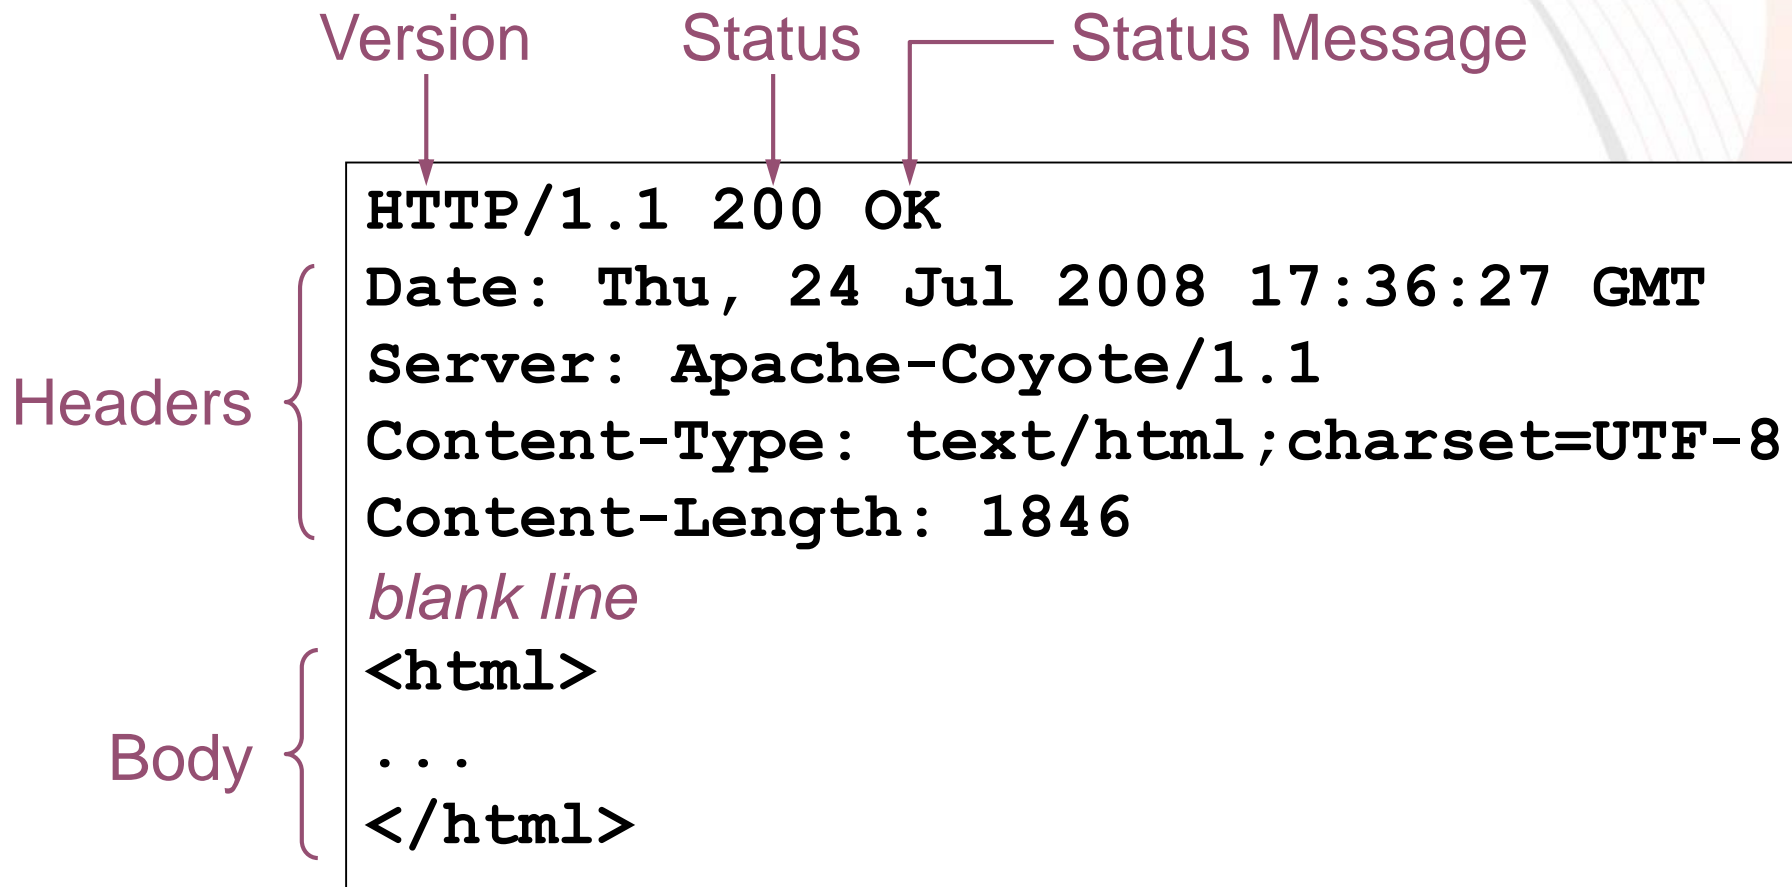 Version Status Status Message
HTTP/1.1 200 OK
Headers
Date: Thu, 24 Jul 2008 17:36:27 GMT
Server: Apache-Coyote/1.1
Content-Type: text/html;charset=UTF-8
Content-Length: 1846
blank line
Body
<html>
...
</html>